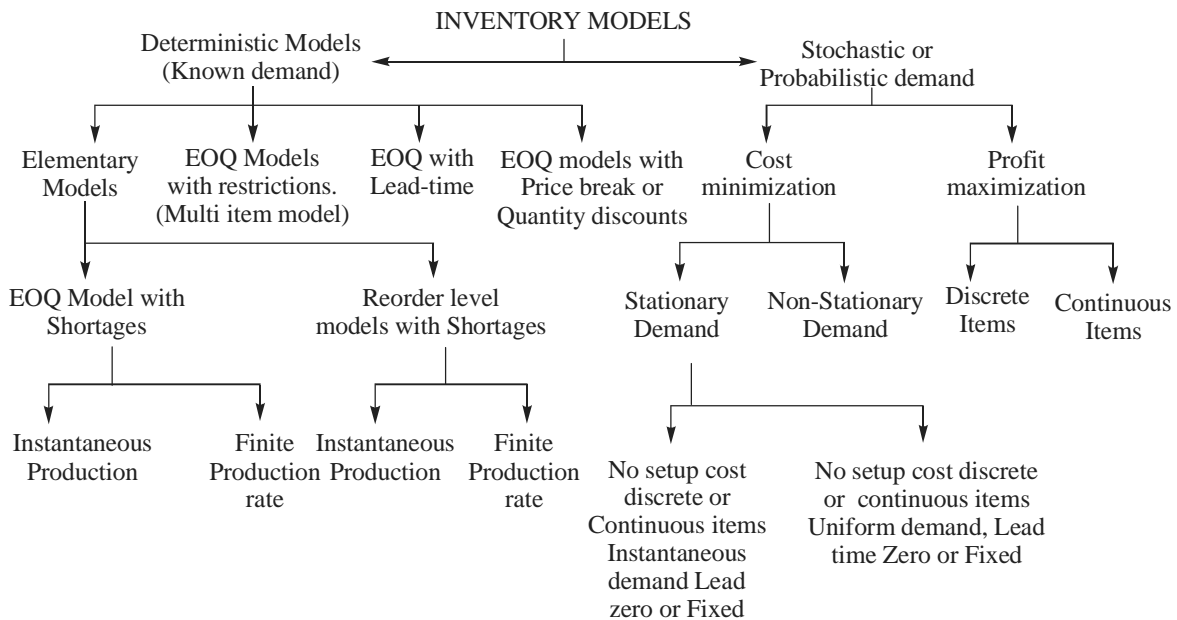 INVENTORY MODELS
Deterministic Models
(Known demand)
Stochastic or
Probabilistic demand
Elementary
Models
EOQ Models
with restrictions.
(Multi item model)
EOQ with
Lead-time
EOQ models with
Price break or
Quantity discounts
Cost
minimization
Profit
maximization
EOQ Model with
Shortages
Reorder level
models with Shortages
Stationary
Demand
Non-Stationary
Demand
Discrete
Items
Continuous
Items
Instantaneous
Production
Finite
Production
rate
Instantaneous
Production
Finite
Production
rate
No setup cost
discrete or
Continuous items
Instantaneous
demand Lead
zero or Fixed
No setup cost discrete
or continuous items
Uniform demand, Lead
time Zero or Fixed